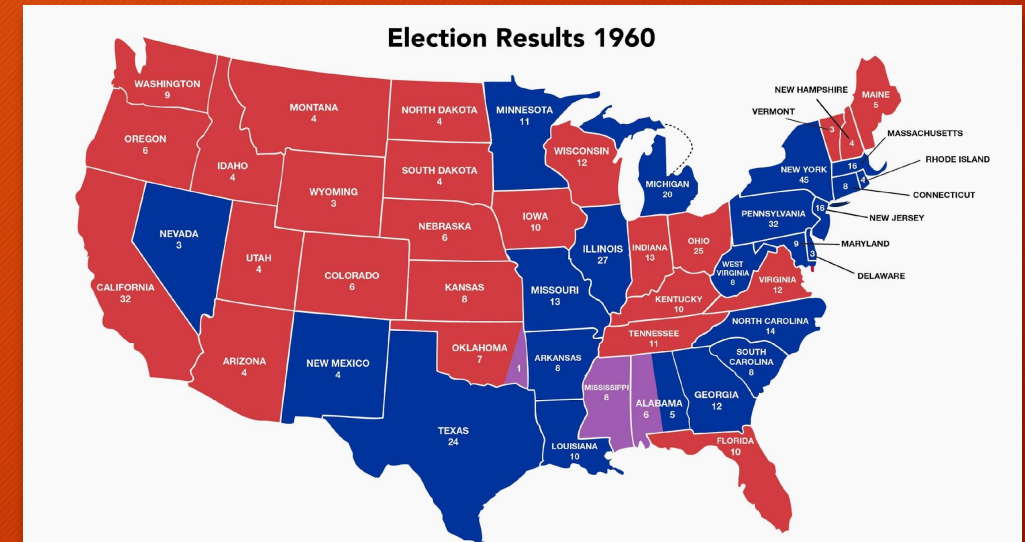 Election Results 1960
WASHINGTON
9
OREGON
6
IDAHO
4
MONTANA
4
NORTH DAKOTA
4
MINNESOTA
11
SOUTH DAKOTA
4
WYOMING
3
WISCONSIN
12
MICHIGAN
20
NEW HAMPSHIRE
4
VERMONT
3
MAINE
5
MASSACHUSETTS
16
RHODE ISLAND
4
CONNECTICUT
8
NEW YORK
45
PENNSYLVANIA
32
NEW JERSEY
16
MARYLAND
9
DELAWARE
3
NEVADA
3
UTAH
4
COLORADO
6
NEBRASKA
6
IOWA
10
ILLINOIS
27
INDIANA
13
OHIO
25
WEST
VIRGINIA
8
VIRGINIA
12
CALIFORNIA
32
KANSAS
8
MISSOURI
13
KENTUCKY
10
NORTH CAROLINA
14
TENNESSEE
11
SOUTH
CAROLINA
8
ARIZONA
4
NEW MEXICO
4
OKLAHOMA
7
1
ARKANSAS
8
MISSISSIPPI
8
ALABAMA
6 5
GEORGIA
12
TEXAS
24
LOUISIANA
10
FLORIDA
10